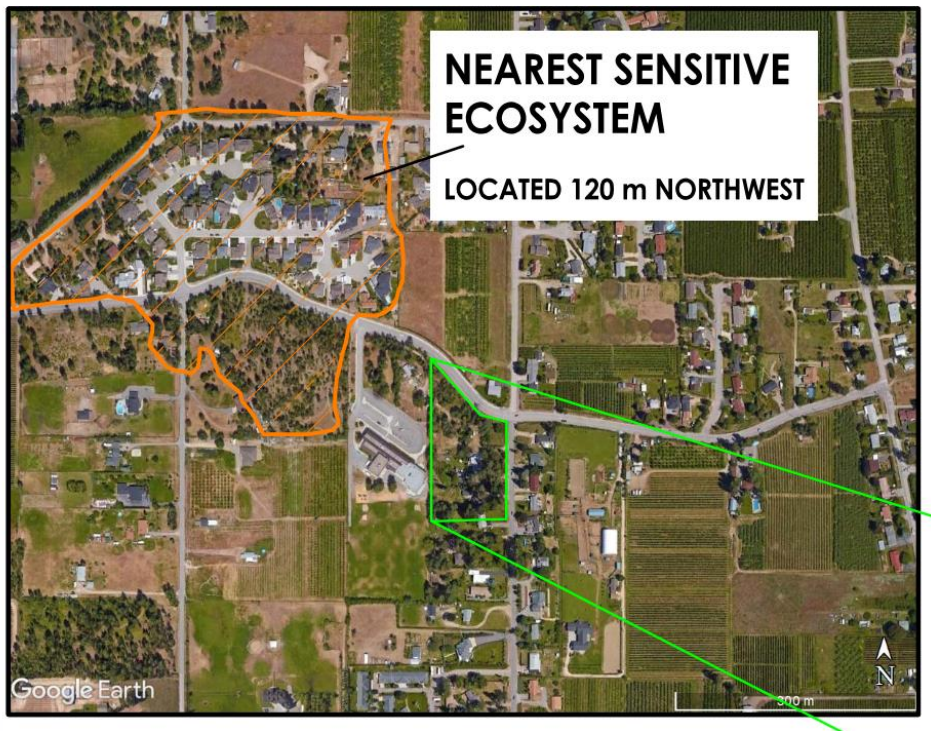 NEAREST SENSITIVE
ECOSYSTEM
LOCATED 120 m NORTHWEST
Google Earth
N
300 m